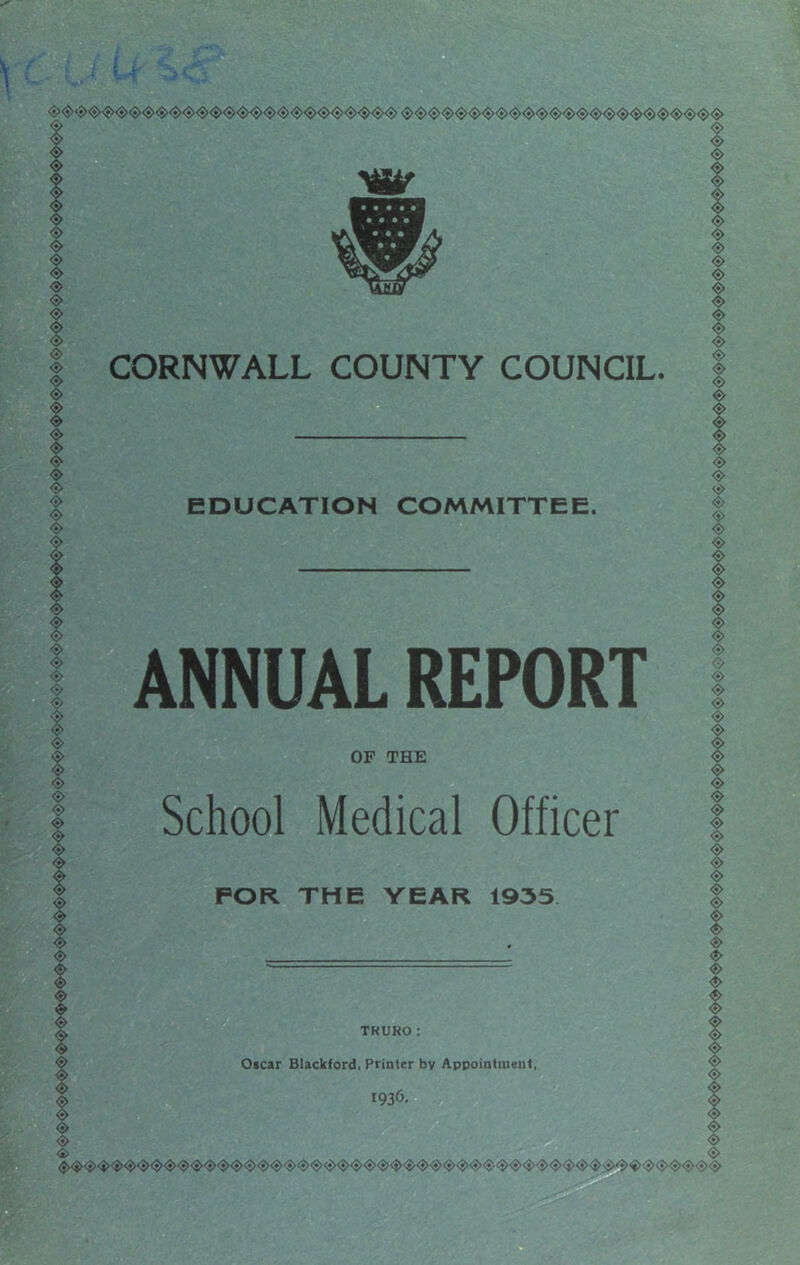 CORNWALL COUNTY COUNCIL.
EDUCATION COMMITTEE.
ANNUAL REPORT
OF THE
School Medical Officer
FOR THE YEAR 1935
TRURO :
Oscar Blackford, Printer by Appointment,
1936.